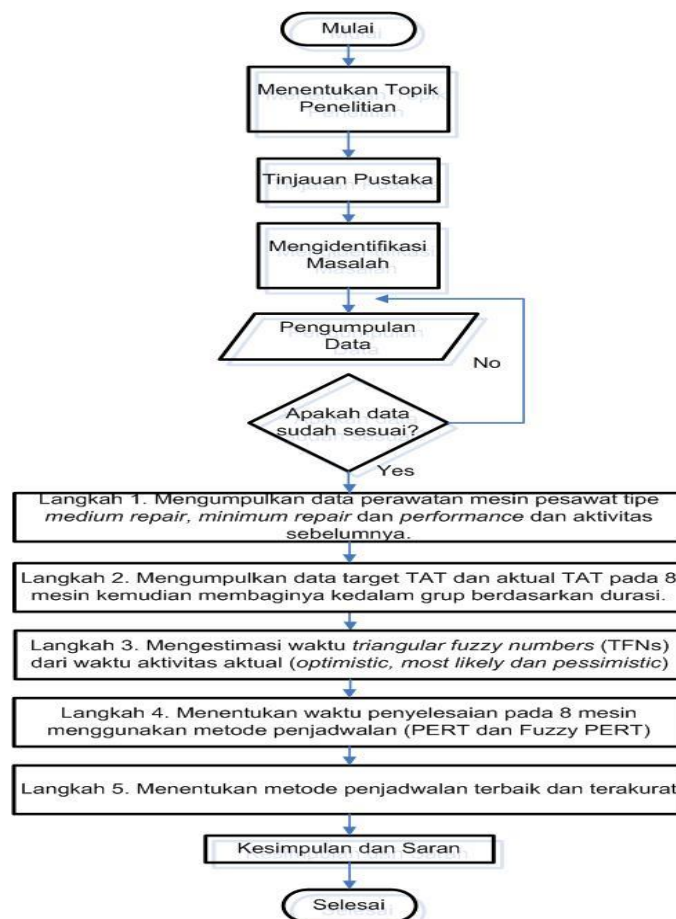 Mulai
Menentukan Topik
Penelitian
Tinjauan Pustaka
Mengidentifikasi
Masalah
Pengumpulan
Data
No
Apakah data
sudah sesuai?
Yes
Langkah 1. Mengumpulkan data perawatan mesin pesawat tipe
medium repair, minimum repair dan performance dan aktivitas
sebelumnya.
Langkah 2. Mengumpulkan data target TAT dan aktual TAT pada 8
mesin kemudian membaginya kedalam grup berdasarkan durasi.
Langkah 3. Mengestimasi waktu triangular fuzzy numbers (TFNs)
dari waktu aktivitas aktual (optimistic, most likely dan pessimistic)
Langkah 4. Menentukan waktu penyelesaian pada 8 mesin
menggunakan metode penjadwalan (PERT dan Fuzzy PERT)
Langkah 5. Menentukan metode penjadwalan terbaik dan terakurat
Kesimpulan dan Saran
Selesai